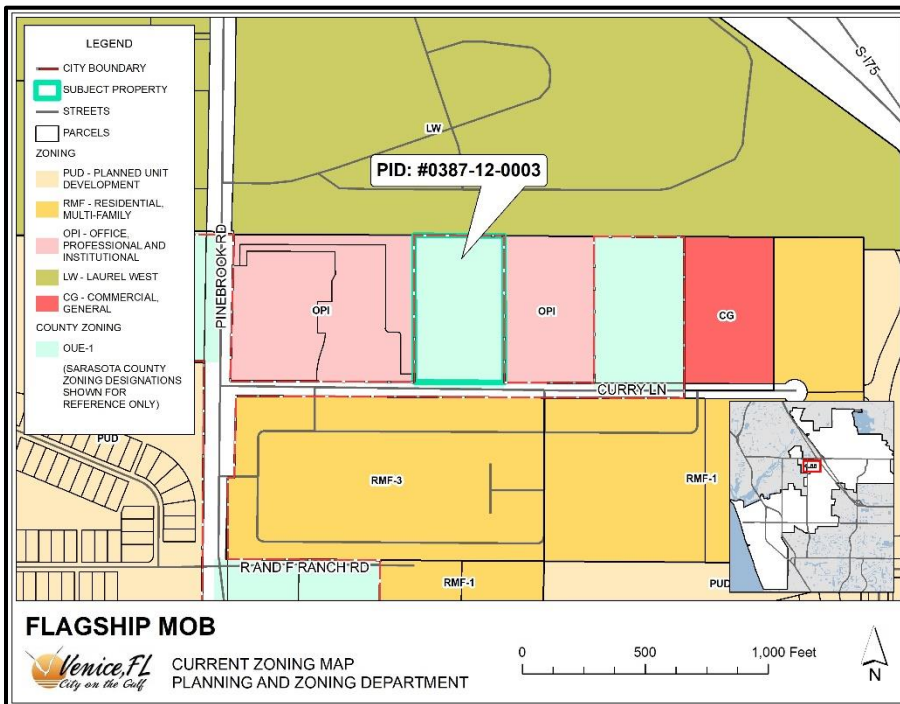 LEGEND
CITY BOUNDARY
SUBJECT PROPERTY
STREETS
PARCELS
ZONING
PUD - PLANNED UNIT
DEVELOPMENT
RMF - RESIDENTIAL,
MULTI-FAMILY
OPI - OFFICE,
PROFESSIONAL AND
INSTITUTIONAL
LW - LAUREL WEST
CG - COMMERCIAL,
GENERAL
COUNTY ZONING
OUE-1
(SARASOTA COUNTY
ZONING DESIGNATIONS
SHOWN FOR
REFERENCE ONLY)
S-I75
LW
PID: #0387-12-0003
PINEBROOK RD
OPI
OPI
CG
CURRY LN
PUD
RMF-3
RMF-1
R AND F RANCH RD
RMF-1
PUD
FLAGSHIP MOB
Venice, FL
City on the Gulf
CURRENT ZONING MAP
PLANNING AND ZONING DEPARTMENT
0 500 1,000 Feet
N